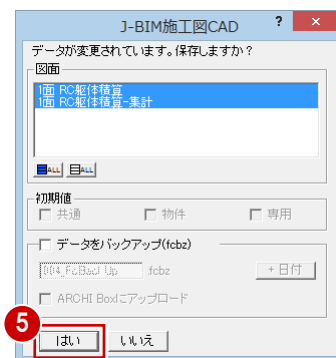 J-BIM施工図CAD ? ×
データが変更されています。保存しますか？
図面
1面 RC躯体積算
1面 RC躯体積算-集計
ALL ALL
初期値
共通 物件 専用
データをバックアップ(fcbz)
.fcbz +日付
ARCHI Boxにアップロード
5
はい いいえ